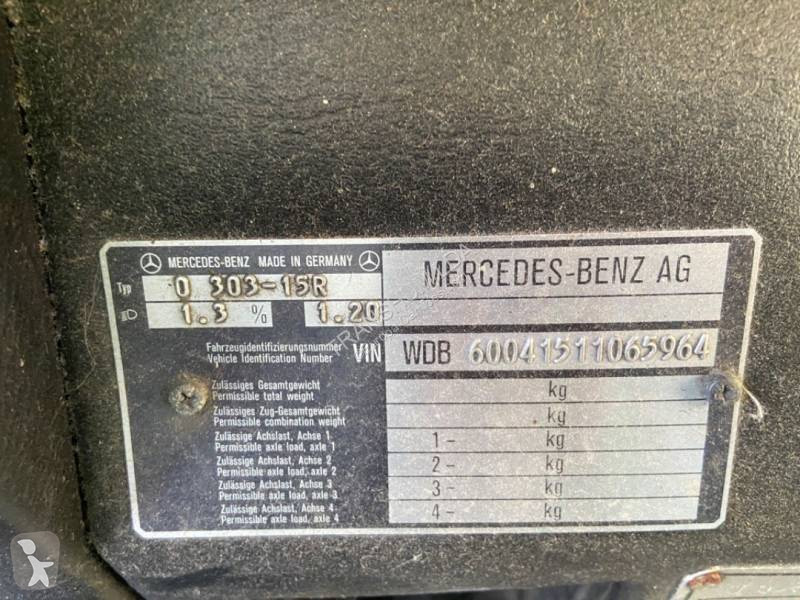 MERCEDES-BENZ MADE IN GERMANY
MERCEDES-BENZ AG
Typ O 303-15R
1.3 % 1.20
Fahrzeugidentifizierungsnummer
Vehicle Identification Number
VIN WDB 60041511065964
Zulässiges Gesamtgewicht
Permissible total weight
kg
Zulässiges Zug-Gesamtgewicht
Permissible combination weight
kg
Zulässige Achslast, Achse 1
Permissible axle load, axle 1
1- kg
Zulässige Achslast, Achse 2
Permissible axle load, axle 2
2- kg
Zulässige Achslast, Achse 3
Permissible axle load, axle 3
3- kg
Zulässige Achslast, Achse 4
Permissible axle load, axle 4
4- kg